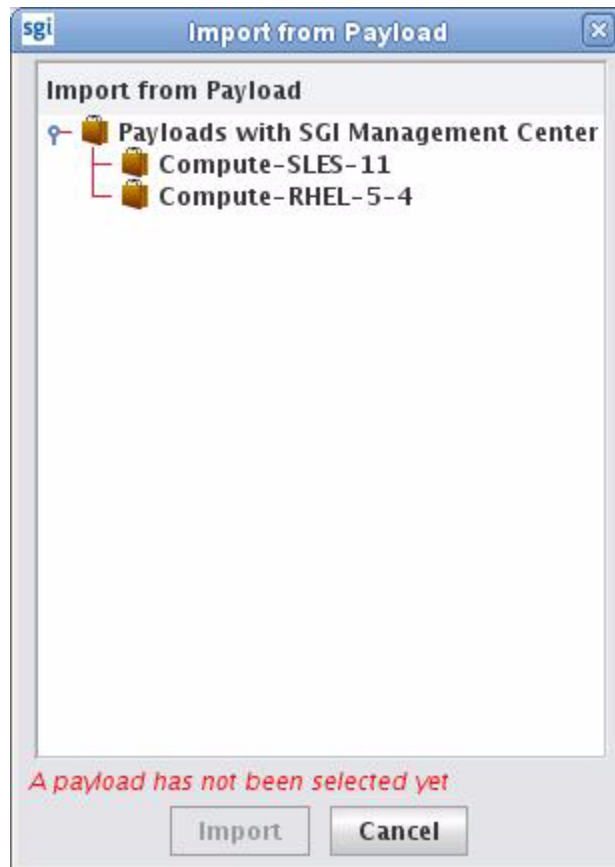 sgi
Import from Payload
Import from Payload
Payloads with SGI Management Center
Compute-SLES-11
Compute-RHEL-5-4
A payload has not been selected yet
Import
Cancel